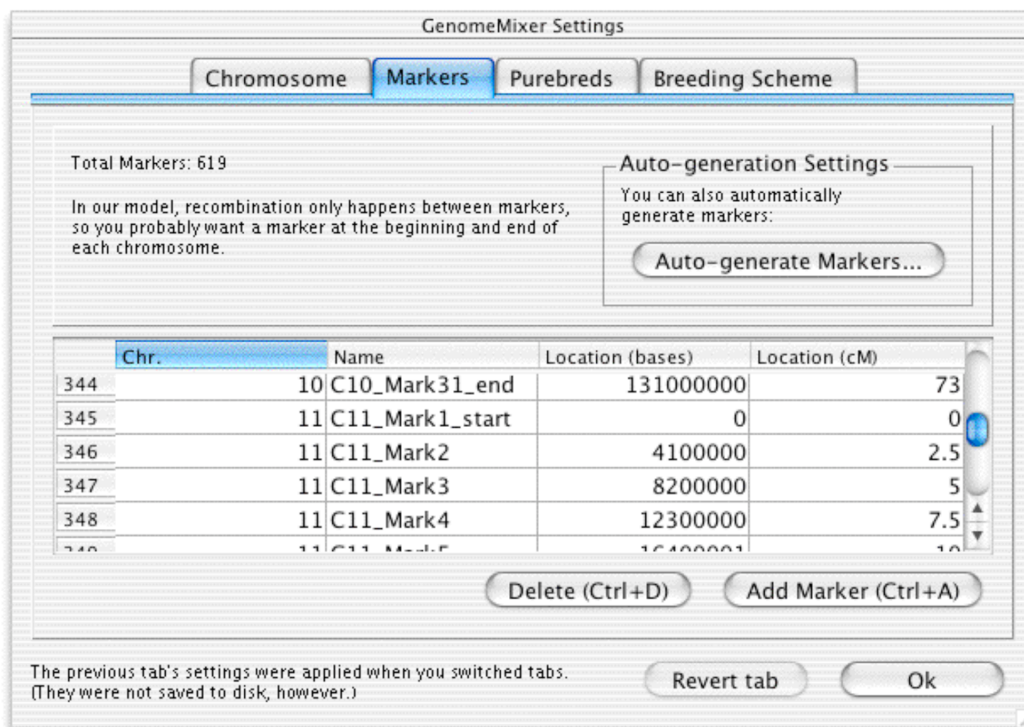 GenomeMixer Settings
Chromosome Markers Purebreds Breeding Scheme
Total Markers: 619
In our model, recombination only happens between markers,
so you probably want a marker at the beginning and end of
each chromosome.
Auto-generation Settings
You can also automatically
generate markers:
Auto-generate Markers...
Chr. Name Location (bases) Location (cM)
344 10 C10_Mark31_end 131000000 73
345 11 C11_Mark1_start 0 0
346 11 C11_Mark2 4100000 2.5
347 11 C11_Mark3 8200000 5
348 11 C11_Mark4 12300000 7.5
349 11 C11_Mark5 16400001 10
Delete (Ctrl+D) Add Marker (Ctrl+A)
The previous tab's settings were applied when you switched tabs.
(They were not saved to disk, however.)
Revert tab Ok